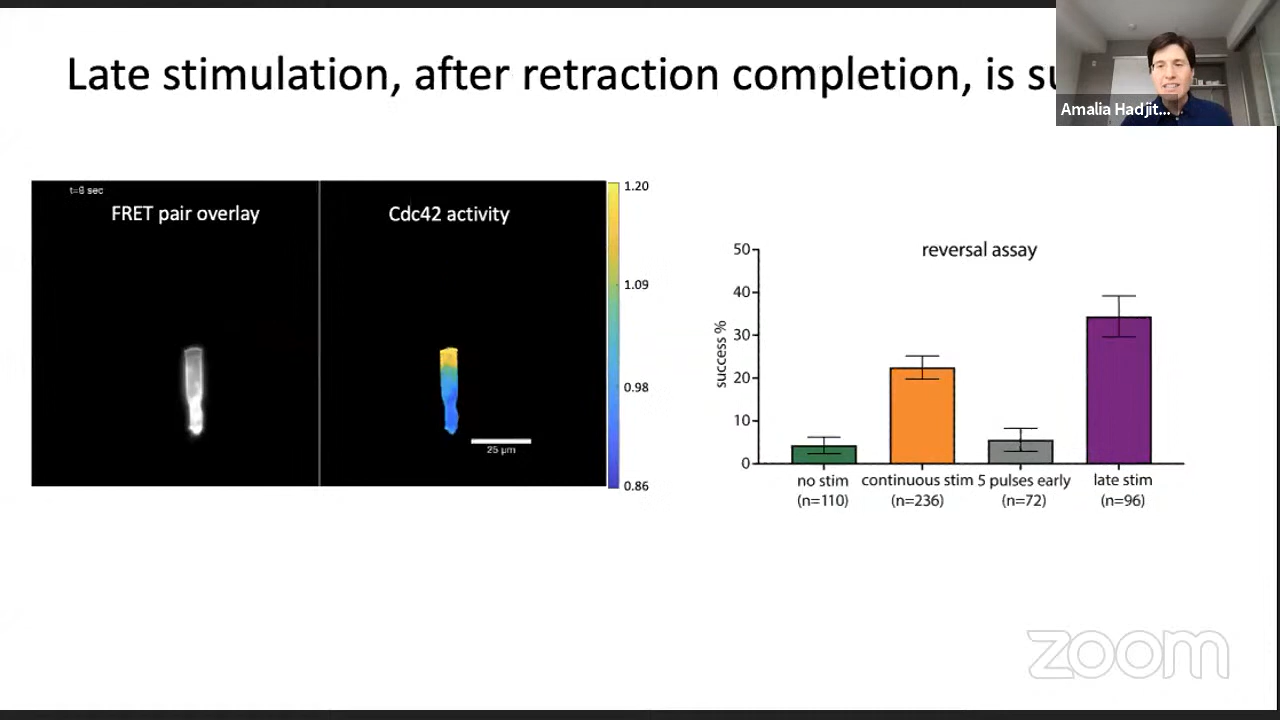 Late stimulation, after retraction completion, is su
Amalia Hadjit...
t=6 sec
FRET pair overlay
Cdc42 activity
25 µm
1.20
1.09
0.98
0.86
reversal assay
success %
50
40
30
20
10
0
no stim
(n=110)
continuous stim
(n=236)
5 pulses early
(n=72)
late stim
(n=96)
zoom